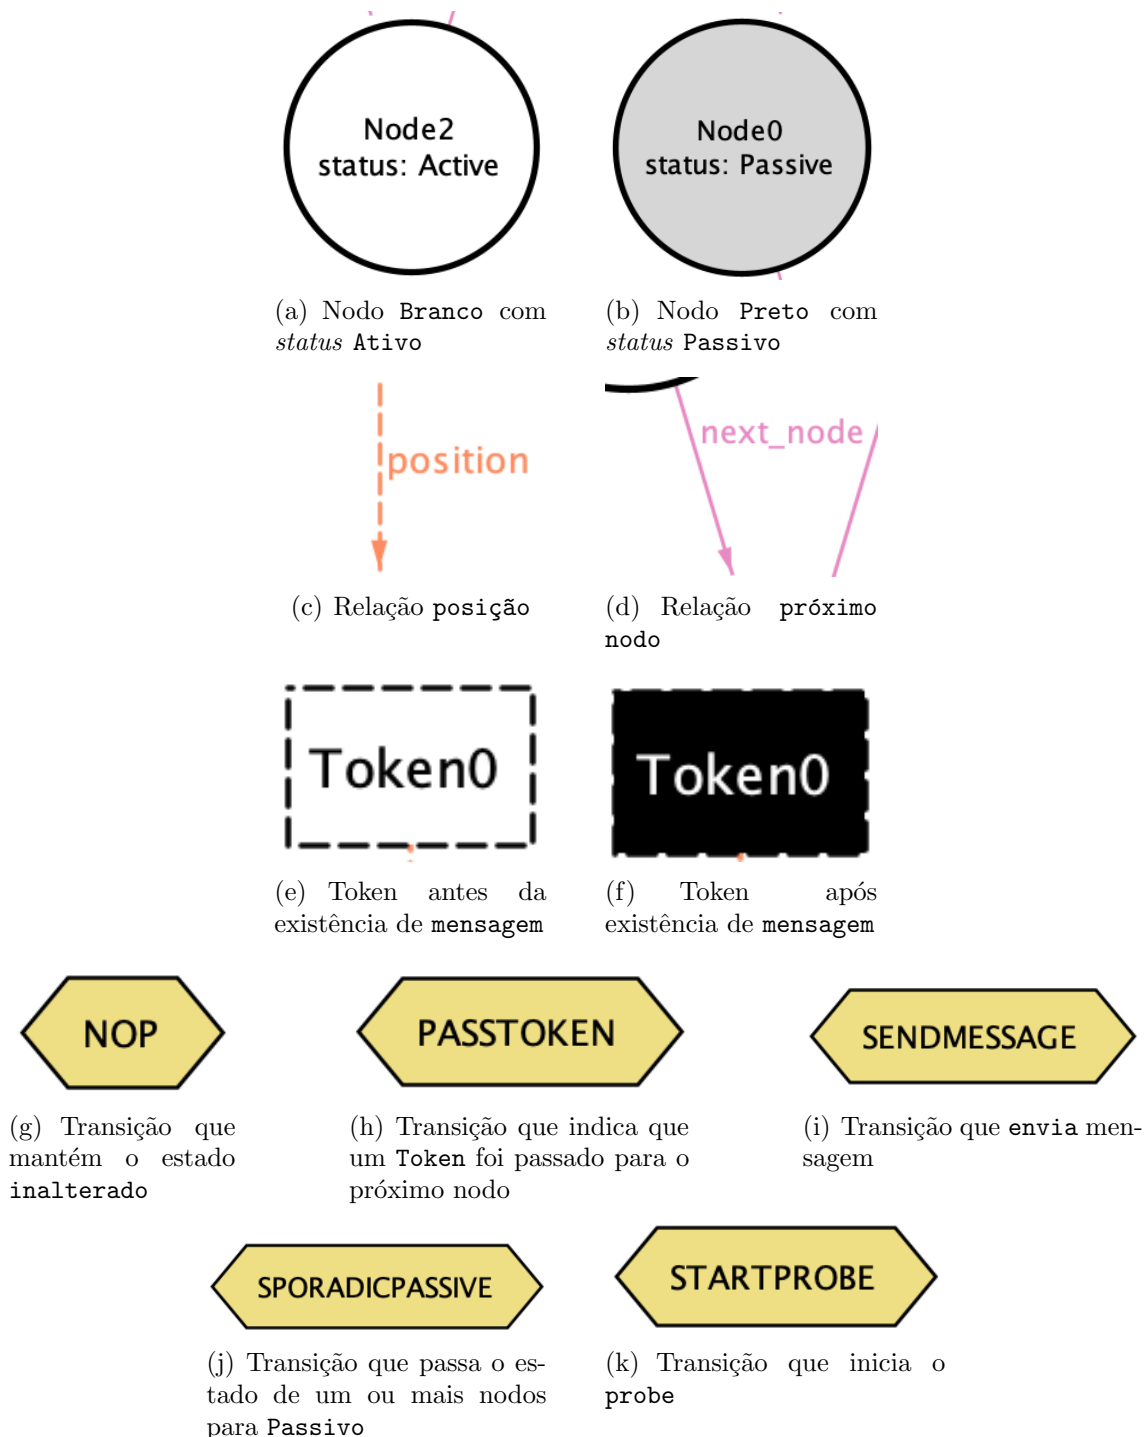 Node2
status: Active
Node0
status: Passive
(a) Nodo Branco com
status Ativo
(b) Nodo Preto com
status Passivo
position
next_node
(c) Relação posição
(d) Relação próximo
nodo
Token0
Token0
(e) Token antes da
existência de mensagem
(f) Token após
existência de mensagem
NOP
PASSTOKEN
SENDMESSAGE
(g) Transição que
mantém o estado
inalterado
(h) Transição que indica que
um Token foi passado para o
próximo nodo
(i) Transição que envia men-
sagem
SPORADICPASSIVE
STARTPROBE
(j) Transição que passa o es-
tado de um ou mais nodos
para Passivo
(k) Transição que inicia o
probe